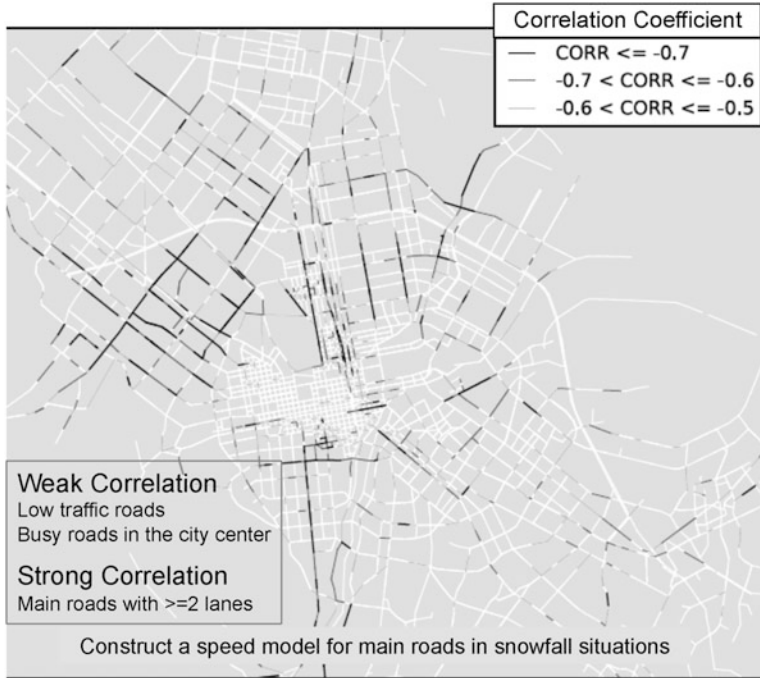 Correlation Coefficient
CORR <= -0.7
-0.7 < CORR <= -0.6
-0.6 < CORR <= -0.5
Weak Correlation
Low traffic roads
Busy roads in the city center
Strong Correlation
Main roads with >=2 lanes
Construct a speed model for main roads in snowfall situations